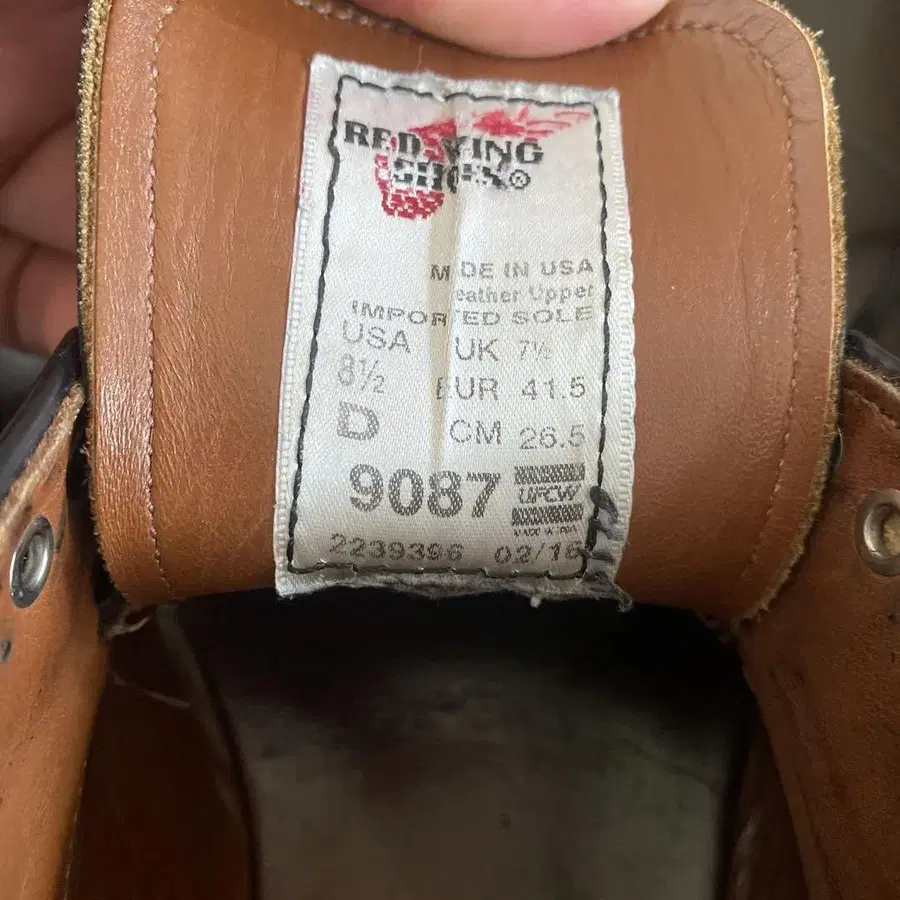 RED WING
SHOES®
MADE IN USA
Leather Upper
IMPORTED SOLE
USA UK 7½
8½ EUR 41.5
D CM 26.5
9087 UFCW
2239396 02/16